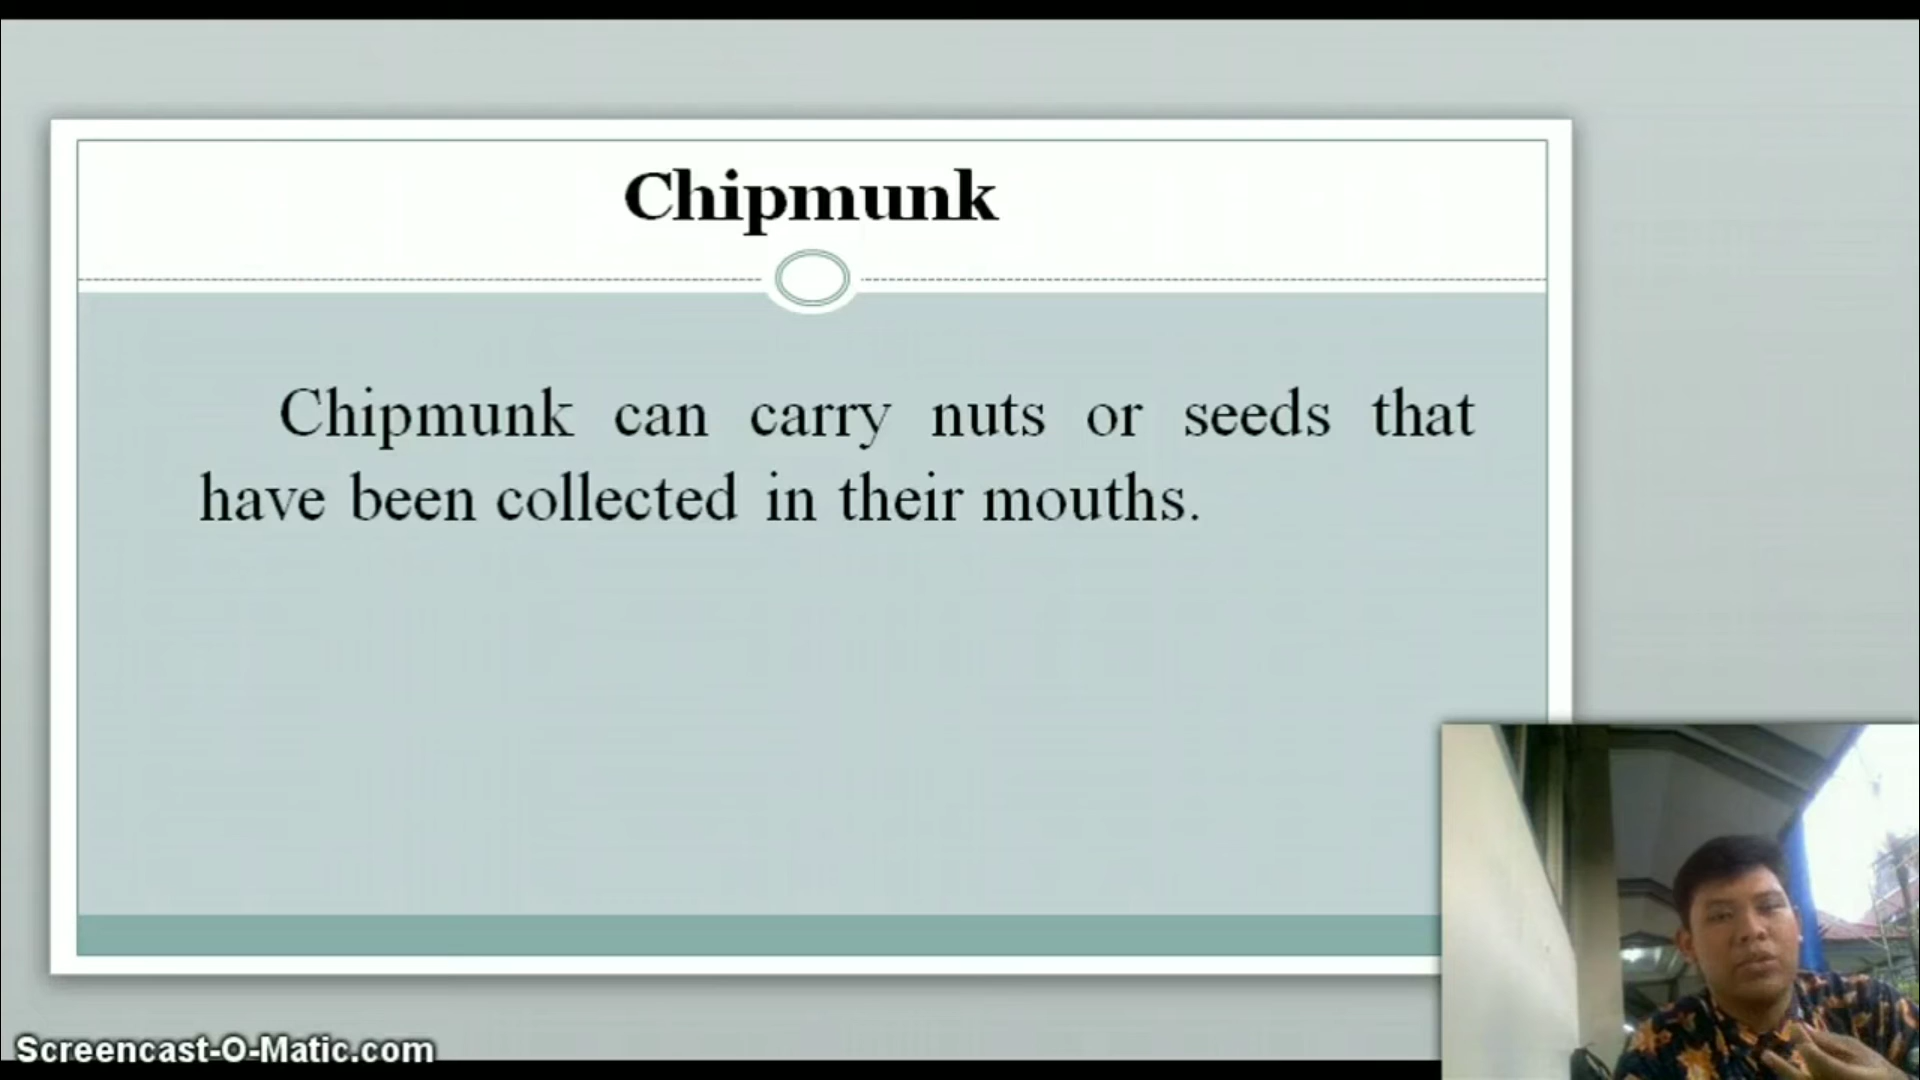 Chipmunk
Chipmunk can carry nuts or seeds that
have been collected in their mouths.
Screencast-O-Matic.com